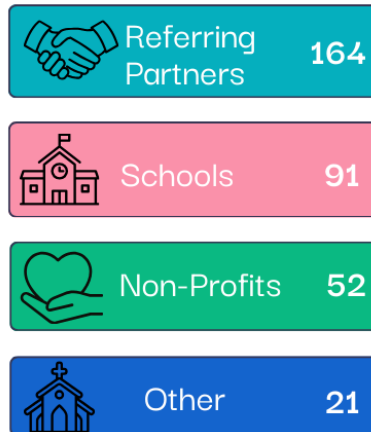 Referring
Partners 164
Schools 91
Non-Profits 52
Other 21